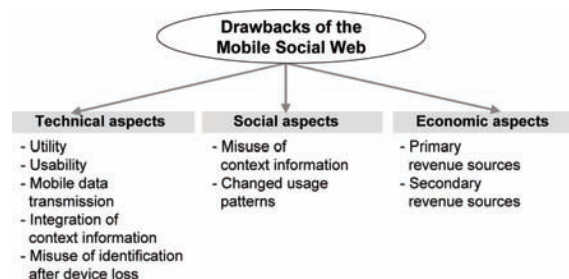 Drawbacks of the
Mobile Social Web
Technical aspects
- Utility
- Usability
- Mobile data
transmission
- Integration of
context information
- Misuse of identification
after device loss
Social aspects
- Misuse of
context information
- Changed usage
patterns
Economic aspects
- Primary
revenue sources
- Secondary
revenue sources